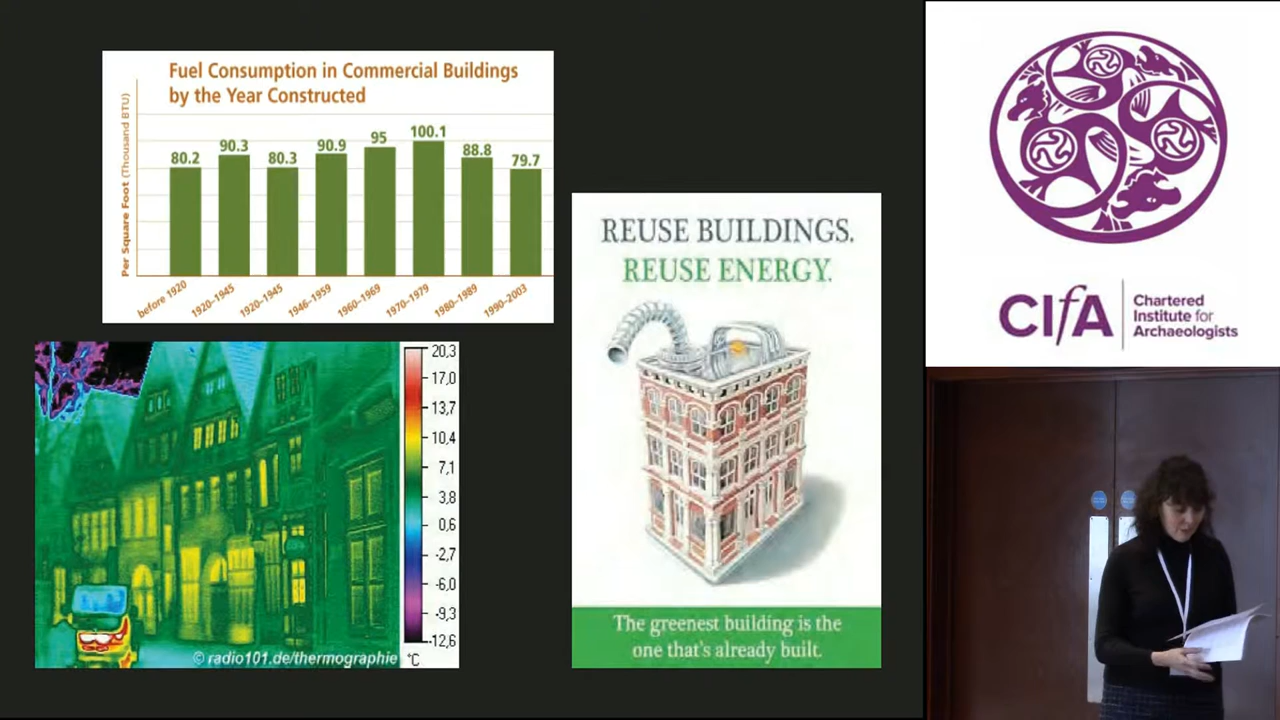 Fuel Consumption in Commercial Buildings
by the Year Constructed
Per Square Foot (Thousand BTU)
80.2
90.3
80.3
90.9
95
100.1
88.8
79.7
before 1920
1920–1945
1920–1945
1946–1959
1960–1969
1970–1979
1980–1989
1990–2003
20,3
17,0
13,7
10,4
7,1
3,8
0,6
-2,7
-6,0
-9,3
-12,6
°C
© radio101.de/thermographie
REUSE BUILDINGS.
REUSE ENERGY.
The greenest building is the
one that's already built.
CIfA
Chartered
Institute for
Archaeologists